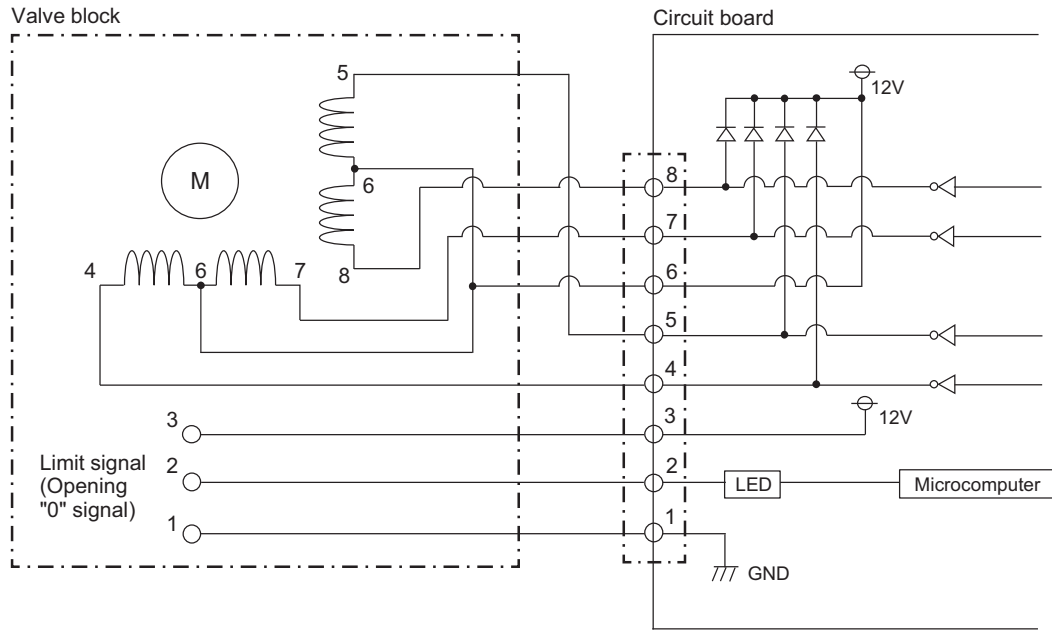 Valve block
Circuit board
5
12V
M
6
8
8
7
4
6
7
6
5
4
3
3
12V
Limit signal
(Opening
"0" signal)
2
2
LED
Microcomputer
1
1
GND